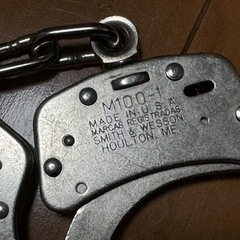 M100-1
MADE IN U.S.A.
MARCAS REGISTRADAS
SMITH & WESSON
HOULTON, ME.